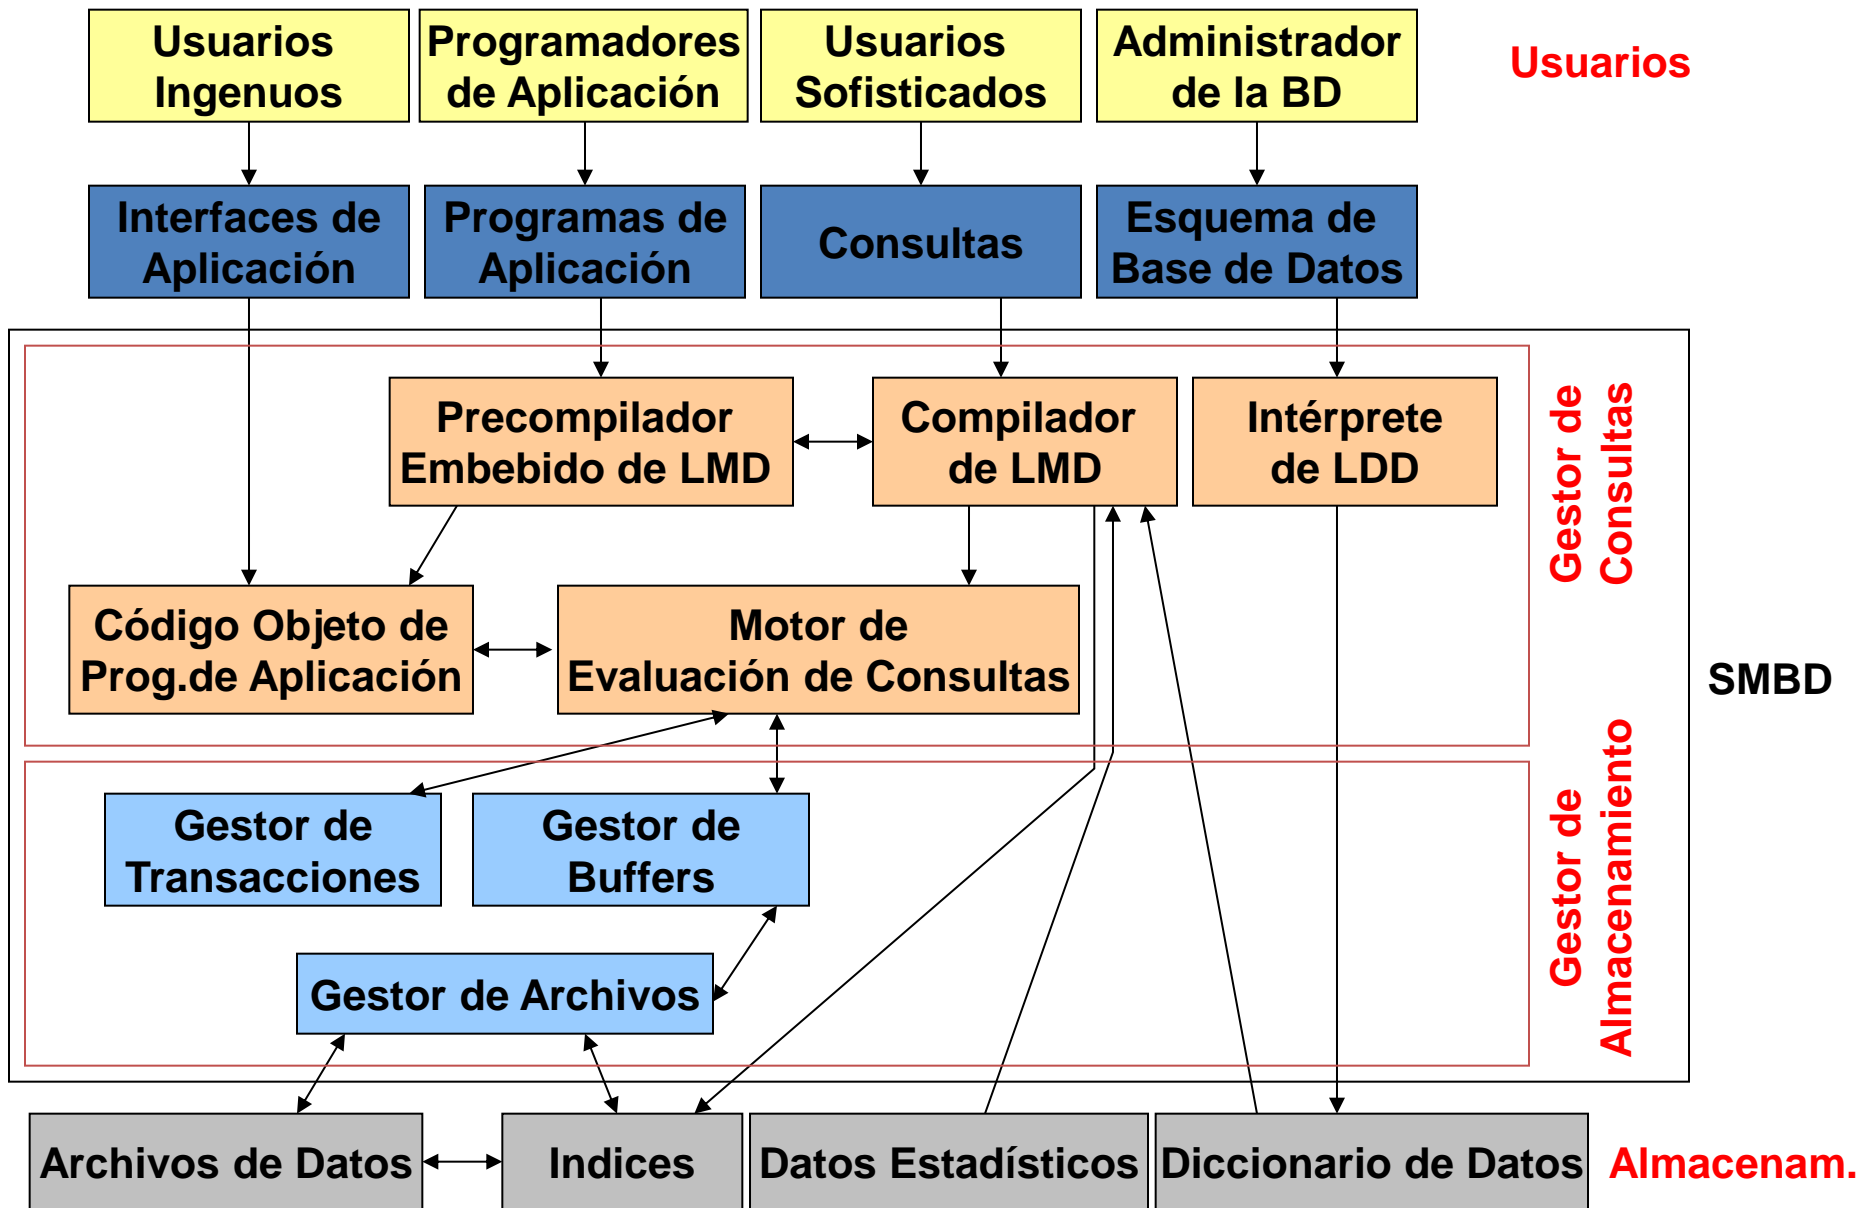 Usuarios
Ingenuos
Programadores
de Aplicación
Usuarios
Sofisticados
Administrador
de la BD
Usuarios
Interfaces de
Aplicación
Programas de
Aplicación
Consultas
Esquema de
Base de Datos
Precompilador
Embebido de LMD
Compilador
de LMD
Intérprete
de LDD
Gestor de
Consultas
Código Objeto de
Prog.de Aplicación
Motor de
Evaluación de Consultas
SMBD
Gestor de
Transacciones
Gestor de
Buffers
Gestor de
Almacenamiento
Gestor de Archivos
Archivos de Datos
Indices
Datos Estadísticos
Diccionario de Datos
Almacenam.